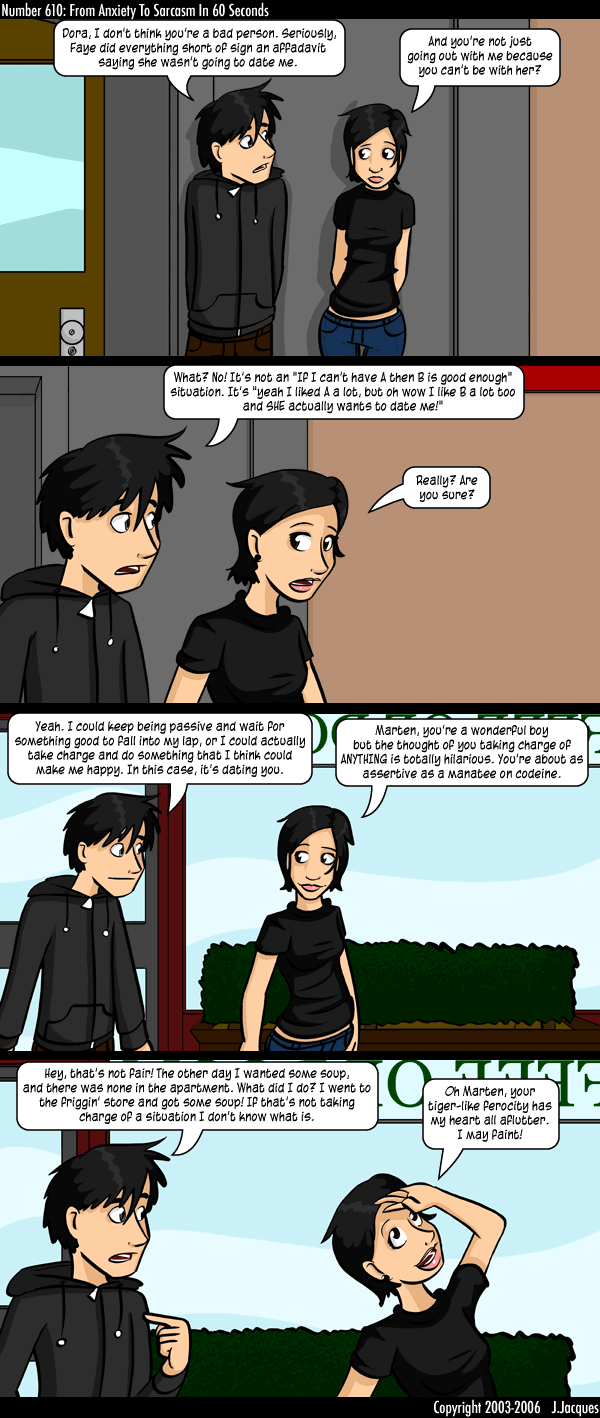 Number 610: From Anxiety To Sarcasm In 60 Seconds
Dora, I don't think you're a bad person. Seriously,
Faye did everything short of sign an affadavit
saying she wasn't going to date me.
And you're not just
going out with me because
you can't be with her?
What? No! It's not an "If I can't have A then B is good enough"
situation. It's "yeah I liked A a lot, but oh wow I like B a lot too
and SHE actually wants to date me!"
Really? Are
you sure?
Yeah. I could keep being passive and wait for
something good to fall into my lap, or I could actually
take charge and do something that I think could
make me happy. In this case, it's dating you.
Marten, you're a wonderful boy
but the thought of you taking charge of
ANYTHING is totally hilarious. You're about as
assertive as a manatee on codeine.
Hey, that's not fair! The other day I wanted some soup,
and there was none in the apartment. What did I do? I went to
the friggin' store and got some soup! If that's not taking
charge of a situation I don't know what is.
Oh Marten, your
tiger-like ferocity has
my heart all aflutter.
I may faint!
Copyright 2003-2006 J.Jacques